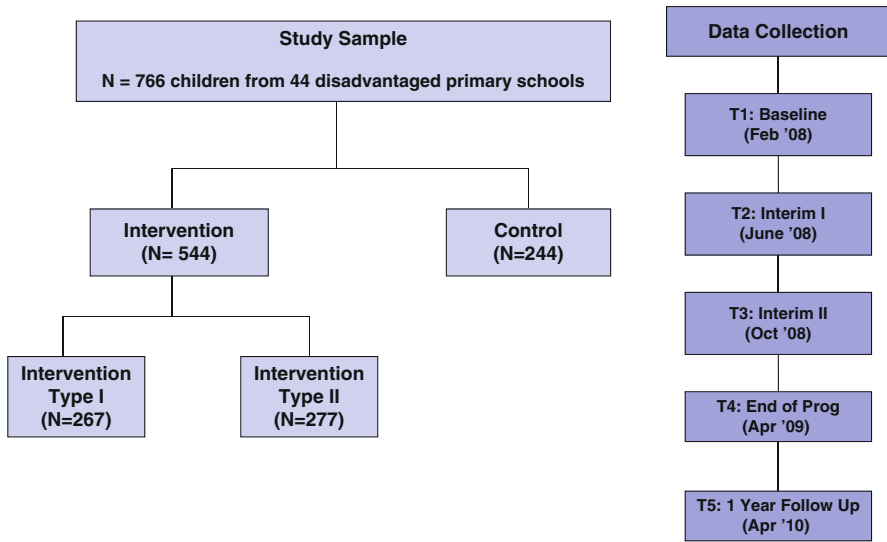 Study Sample
N = 766 children from 44 disadvantaged primary schools
Intervention
(N= 544)
Control
(N=244)
Intervention
Type I
(N=267)
Intervention
Type II
(N=277)
Data Collection
T1: Baseline
(Feb '08)
T2: Interim I
(June '08)
T3: Interim II
(Oct '08)
T4: End of Prog
(Apr '09)
T5: 1 Year Follow Up
(Apr '10)